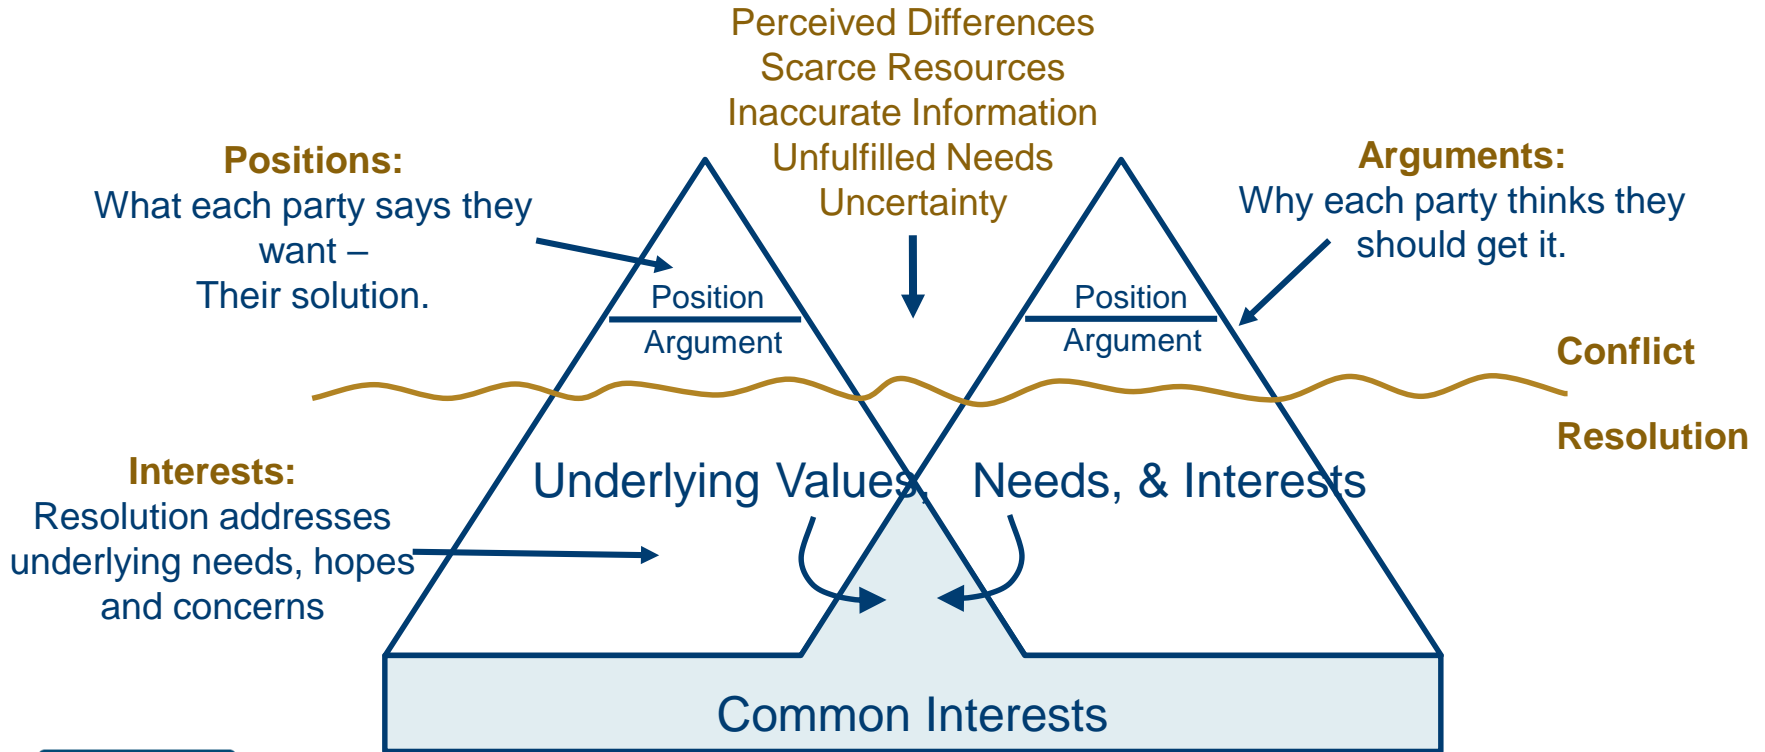 Perceived Differences
Scarce Resources
Inaccurate Information
Unfulfilled Needs
Uncertainty
Positions:
What each party says they
want –
Their solution.
Arguments:
Why each party thinks they
should get it.
Position
Argument
Position
Argument
Conflict
Resolution
Interests:
Resolution addresses
underlying needs, hopes
and concerns
Underlying Values, Needs, & Interests
Common Interests